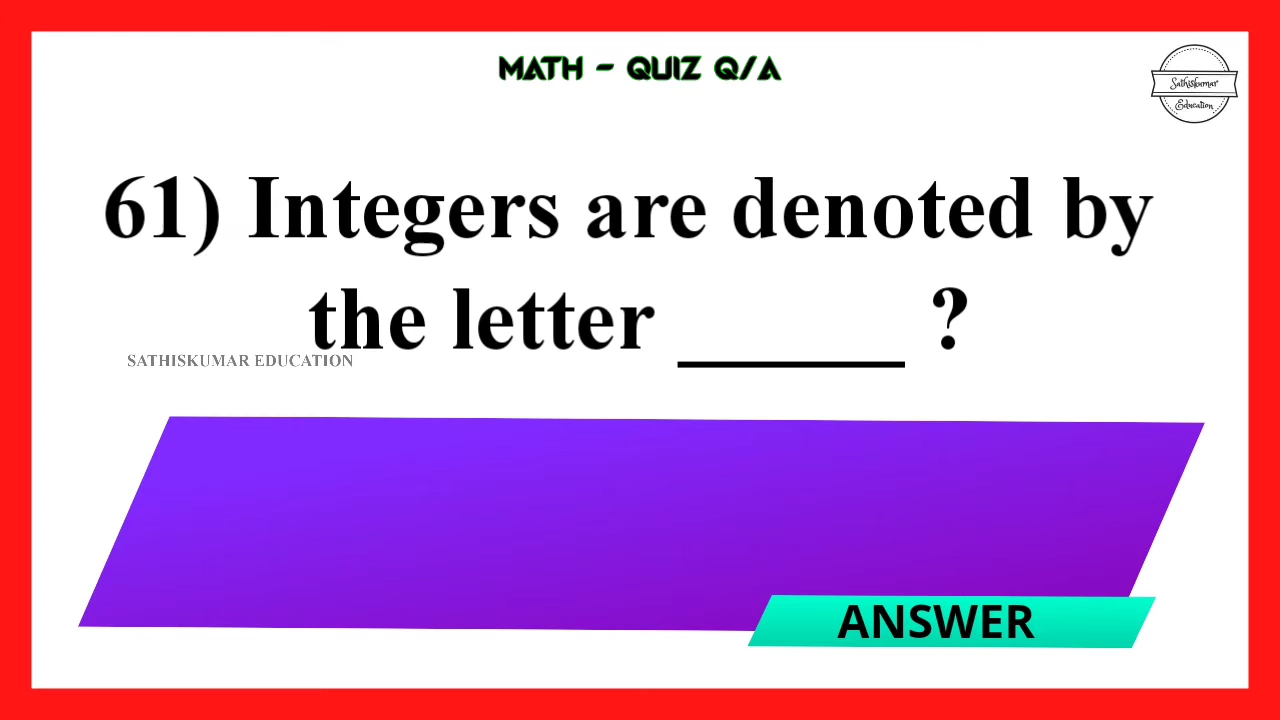 MATH - QUIZ Q/A
Sathiskumar
Education
61) Integers are denoted by
the letter _____ ?
SATHISKUMAR EDUCATION
ANSWER